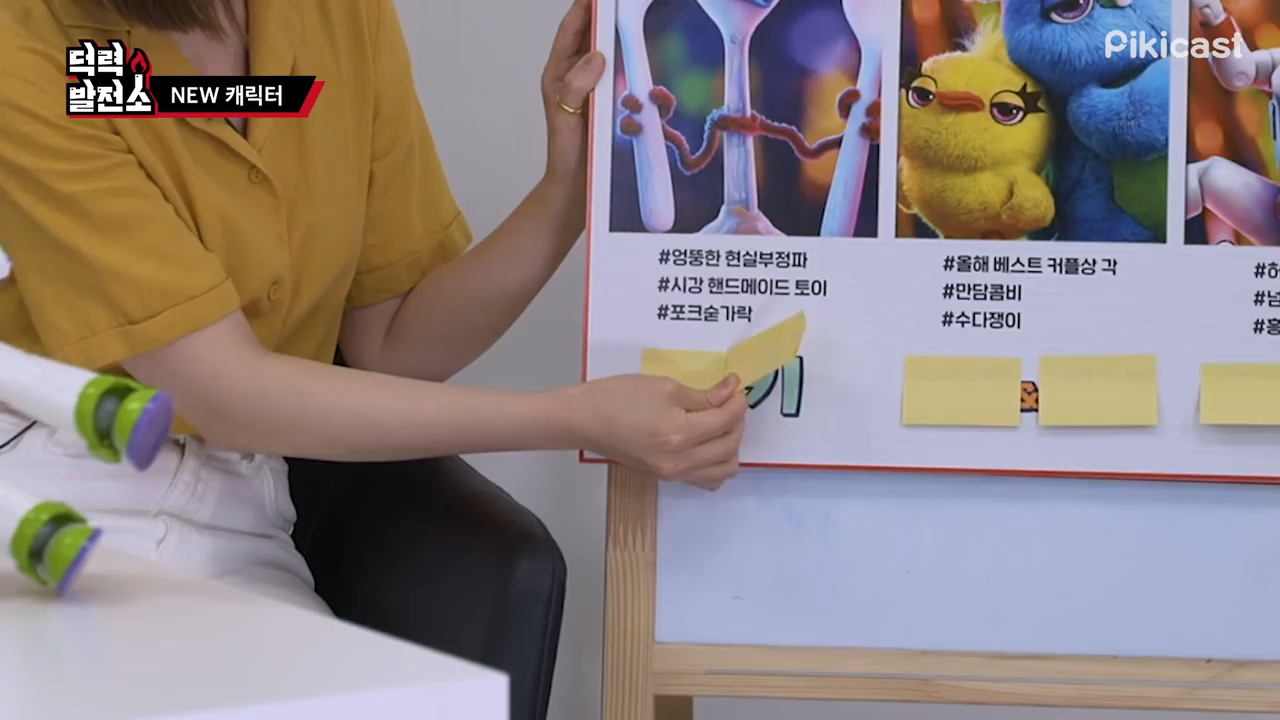 덕력
발전소
NEW 캐릭터
Pikicast
#엉뚱한 현실부정파
#시강 핸드메이드 토이
#포크숟가락
#올해 베스트 커플상 각
#만담콤비
#수다쟁이
&